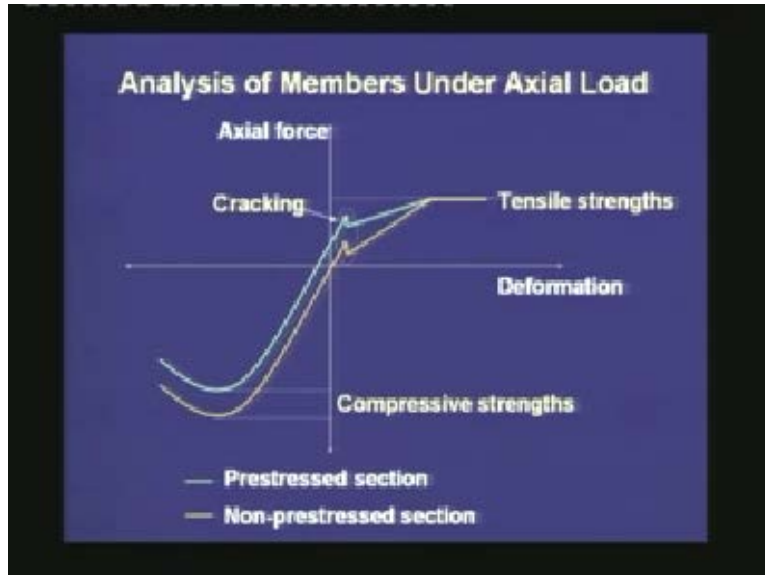 Analysis of Members Under Axial Load
Axial force
Cracking
Tensile strengths
Deformation
Compressive strengths
Prestressed section
Non-prestressed section